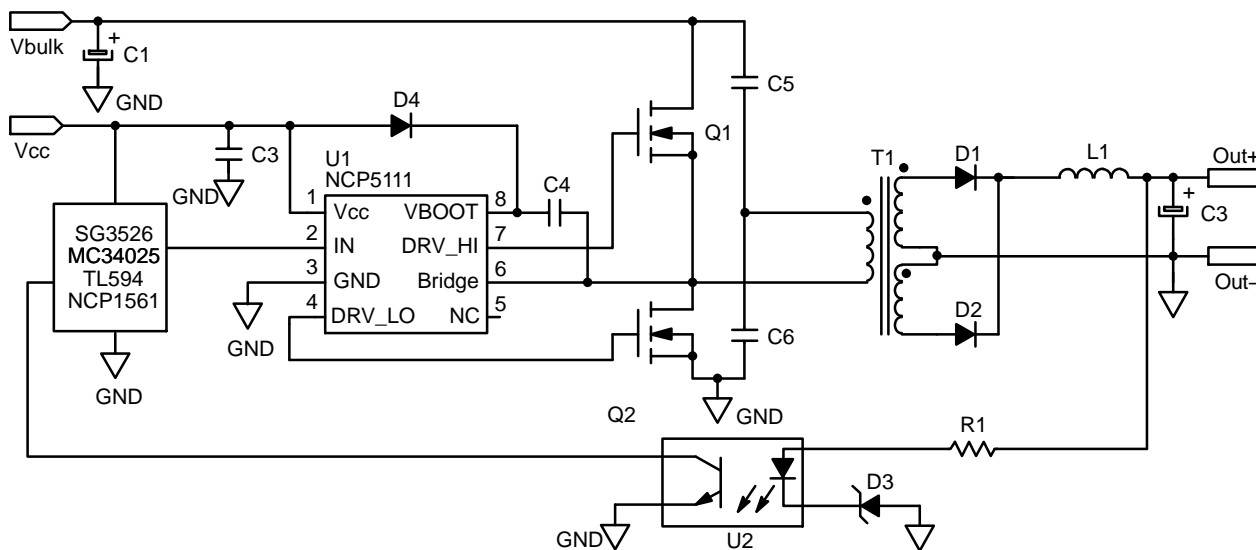 Vbulk
+
C1
GND
D4
C5
Vcc
C3
GND
U1
NCP5111
C4
Q1
T1
D1
L1
Out+
+
C3
1
Vcc
VBOOT
8
SG3526
MC34025
TL594
NCP1561
2
IN
DRV_HI
7
3
GND
Bridge
6
4
DRV_LO
NC
5
GND
GND
D2
Out−
C6
Q2
GND
R1
D3
GND
U2